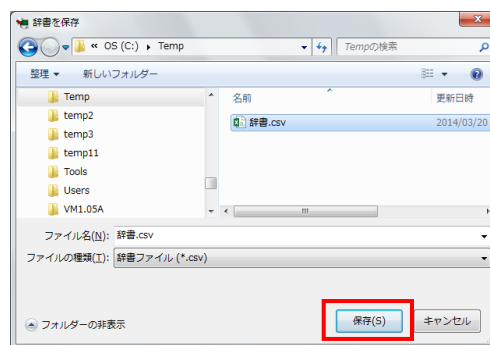 辞書を保存
« OS (C:) ▸ Temp
Tempの検索
整理 ▼ 新しいフォルダー
Temp
temp2
temp3
temp11
Tools
Users
VM1.05A
名前 更新日時
辞書.csv 2014/03/20
ファイル名(N): 辞書.csv
ファイルの種類(T): 辞書ファイル (*.csv)
フォルダーの非表示
保存(S) キャンセル